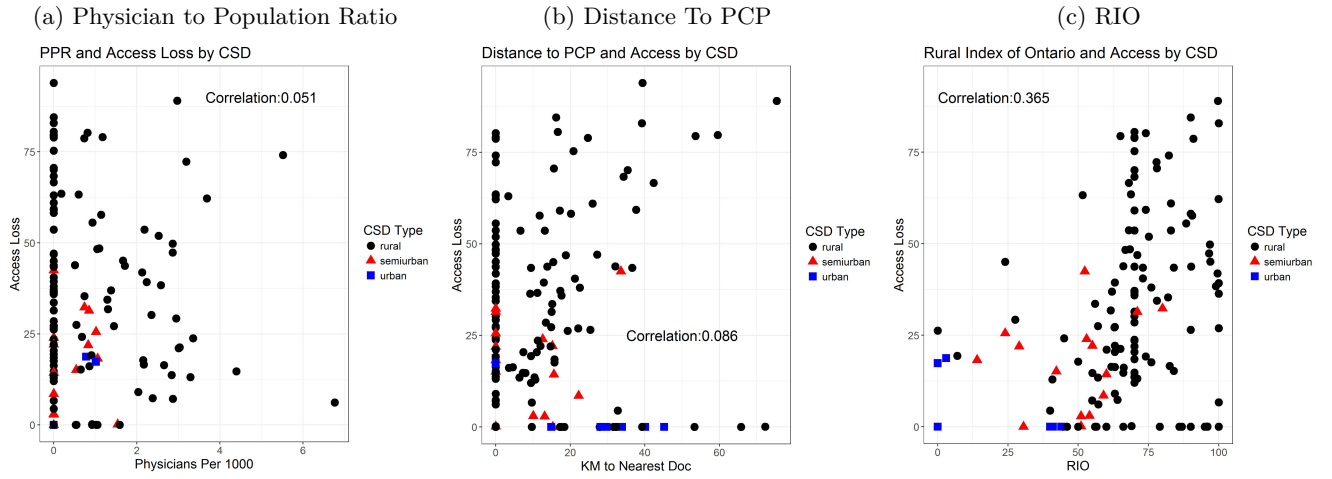 (a) Physician to Population Ratio
PPR and Access Loss by CSD
Correlation:0.051
Access Loss
75
50
25
0
0
2
4
6
Physicians Per 1000
CSD Type
rural
semiurban
urban
(b) Distance To PCP
Distance to PCP and Access by CSD
Correlation:0.086
Access Loss
75
50
25
0
0
20
40
60
KM to Nearest Doc
CSD Type
rural
semiurban
urban
(c) RIO
Rural Index of Ontario and Access by CSD
Correlation:0.365
Access Loss
75
50
25
0
0
25
50
75
100
RIO
CSD Type
rural
semiurban
urban